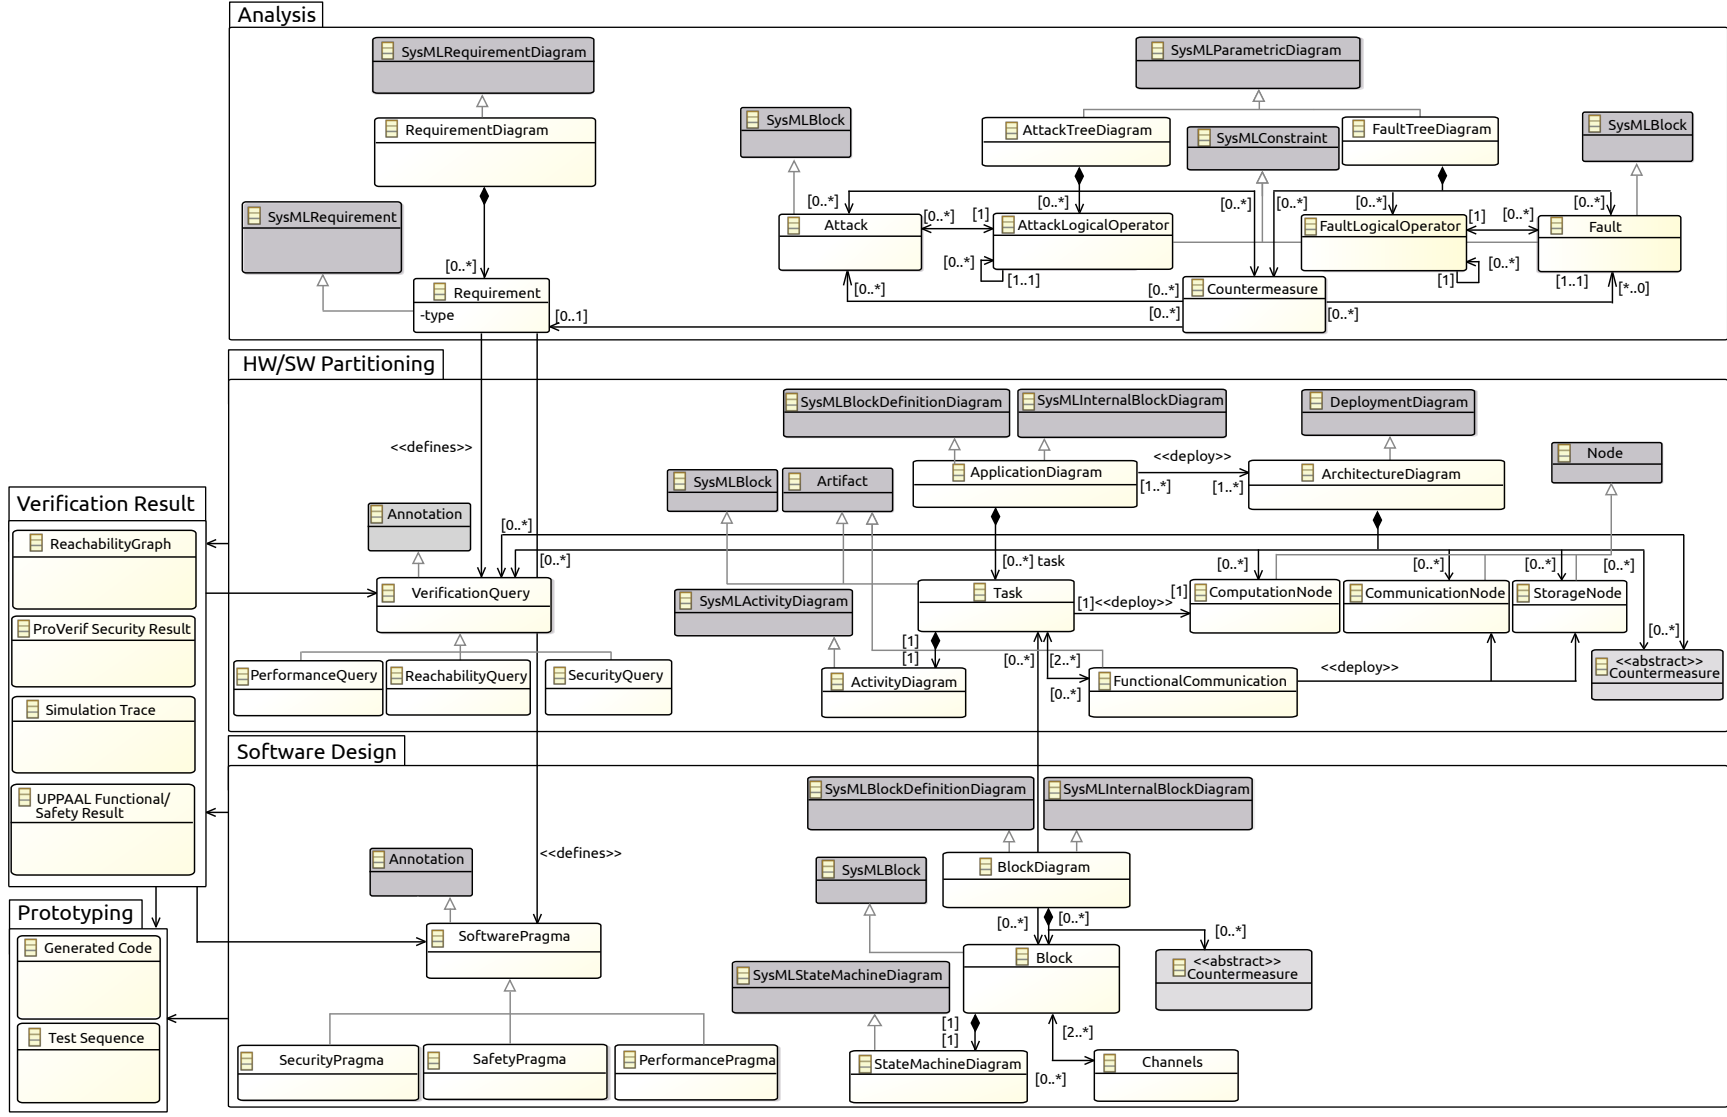 Analysis
SysMLRequirementDiagram
SysMLParametricDiagram
RequirementDiagram
SysMLBlock
AttackTreeDiagram
SysMLConstraint
FaultTreeDiagram
SysMLBlock
SysMLRequirement
[0..*]
[0..*]
[0..*]
[0..*]
[0..*]
[0..*]
Attack
[0..*]
[1]
AttackLogicalOperator
FaultLogicalOperator
[1]
[0..*]
Fault
[0..*]
[0..*]
[0..*]
[1..1]
[1]
[1..1]
[*..0]
Requirement
-type
[0..*]
[0..*]
Countermeasure
[0..1]
[0..*]
[0..*]
HW/SW Partitioning
SysMLBlockDefinitionDiagram
SysMLInternalBlockDiagram
DeploymentDiagram
<<defines>>
<<deploy>>
Node
SysMLBlock
Artifact
ApplicationDiagram
ArchitectureDiagram
[1..*]
[1..*]
Verification Result
Annotation
[0..*]
ReachabilityGraph
[0..*]
[0..*] task
[0..*]
[0..*]
[0..*]
[0..*]
VerificationQuery
SysMLActivityDiagram
Task
[1]
<<deploy>>
[1]
ComputationNode
CommunicationNode
StorageNode
ProVerif Security Result
[1]
[1]
[0..*]
[2..*]
[0..*]
[0..*]
<<deploy>>
<<abstract>>
Countermeasure
PerformanceQuery
ReachabilityQuery
SecurityQuery
ActivityDiagram
FunctionalCommunication
Simulation Trace
Software Design
SysMLBlockDefinitionDiagram
SysMLInternalBlockDiagram
UPPAAL Functional/
Safety Result
Annotation
<<defines>>
SysMLBlock
BlockDiagram
Prototyping
[0..*]
[0..*]
[0..*]
Generated Code
SoftwarePragma
Block
<<abstract>>
Countermeasure
SysMLStateMachineDiagram
[1]
[1]
[2..*]
Test Sequence
SecurityPragma
SafetyPragma
PerformancePragma
StateMachineDiagram
[0..*]
Channels